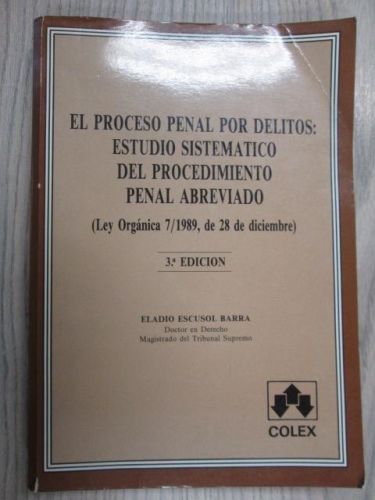 EL PROCESO PENAL POR DELITOS:
ESTUDIO SISTEMATICO
DEL PROCEDIMIENTO
PENAL ABREVIADO
(Ley Orgánica 7/1989, de 28 de diciembre)
3.ª EDICION
ELADIO ESCUSOL BARRA
Doctor en Derecho
Magistrado del Tribunal Supremo
COLEX